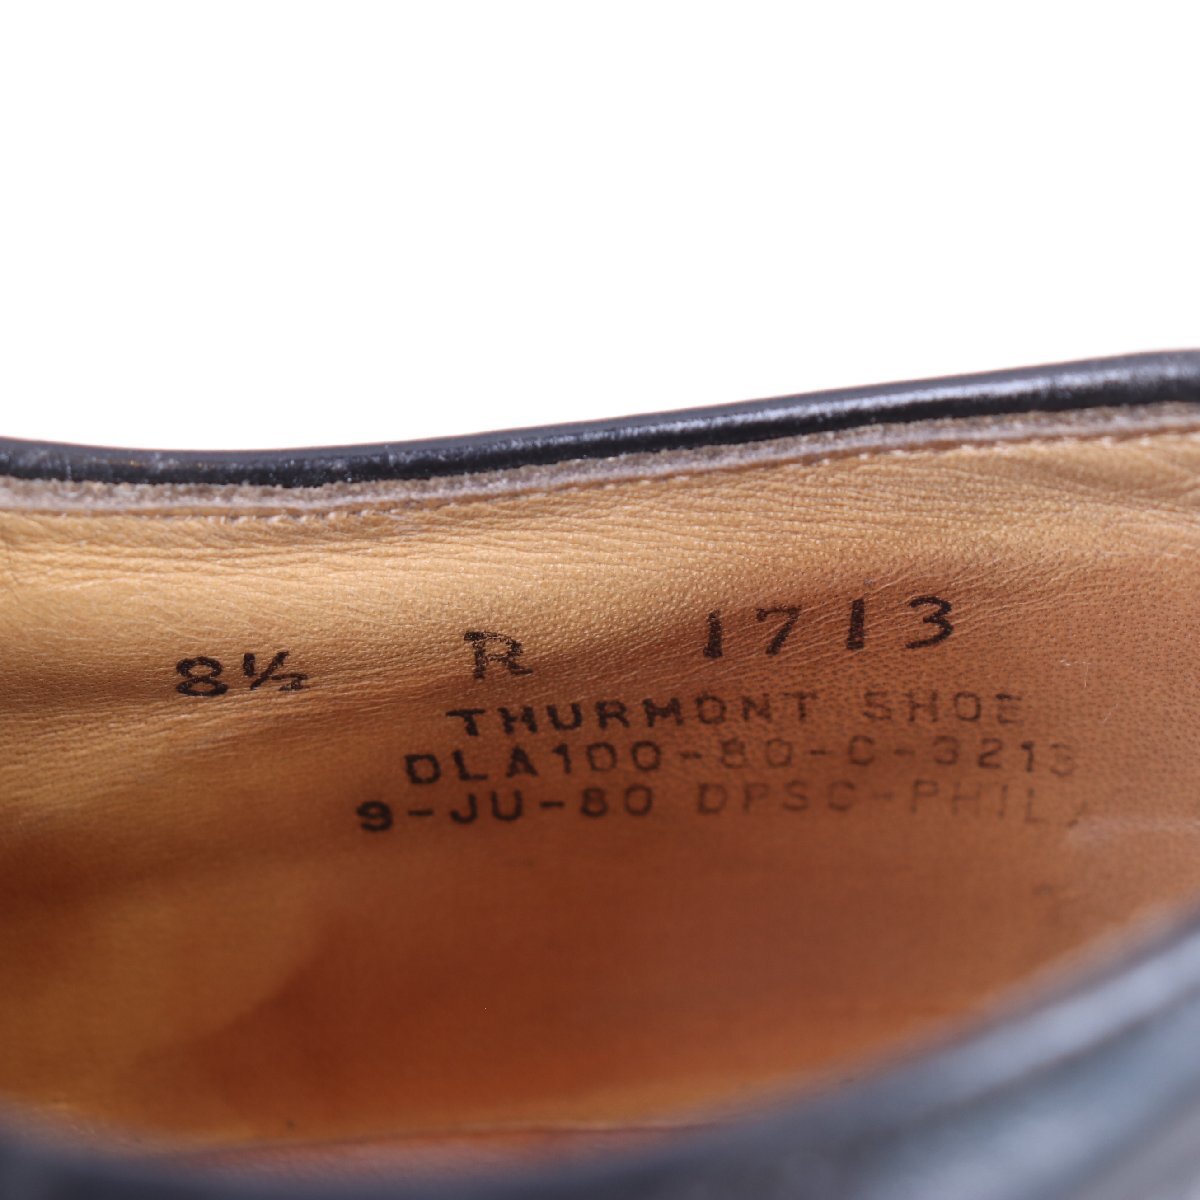 8½ R 1713
THURMONT SHOE
DLA100-80-C-3213
9-JU-80 DPSC-PHILA